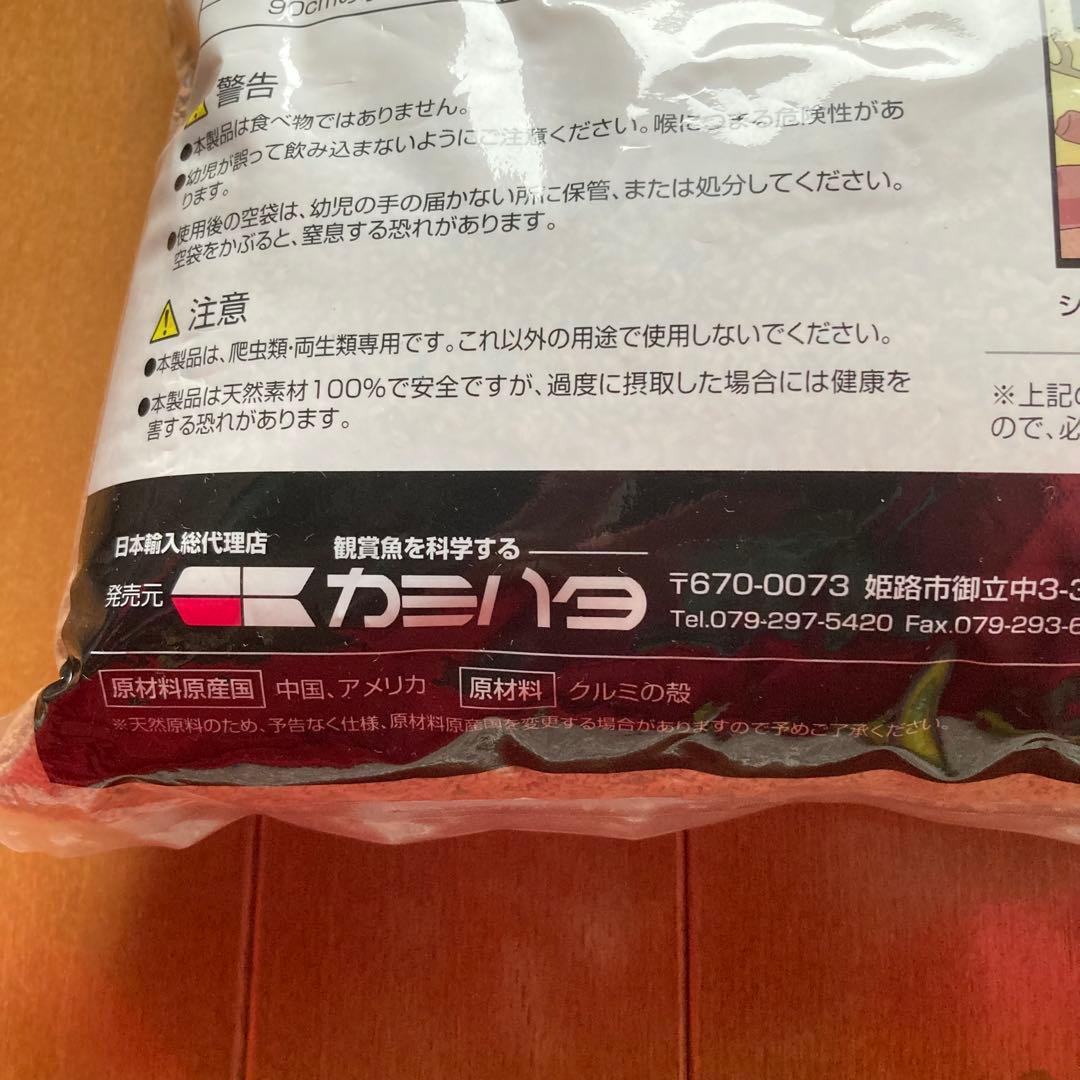 90cm
警告
●本製品は食べ物ではありません。
●幼児が誤って飲み込まないようにご注意ください。喉につまる危険性があ
ります。
●使用後の空袋は、幼児の手の届かない所に保管、または処分してください。
空袋をかぶると、窒息する恐れがあります。
注意
●本製品は、爬虫類・両生類専用です。これ以外の用途で使用しないでください。
●本製品は天然素材100%で安全ですが、過度に摂取した場合には健康を
害する恐れがあります。
シ
※上記の
ので、必
日本輸入総代理店 観賞魚を科学する
発売元 カミハタ 〒670-0073 姫路市御立中3-3
Tel.079-297-5420 Fax.079-293-6
原材料原産国 中国、アメリカ 原材料 クルミの殻
※天然原料のため、予告なく仕様、原材料原産国を変更する場合がありますので予めご了承ください。